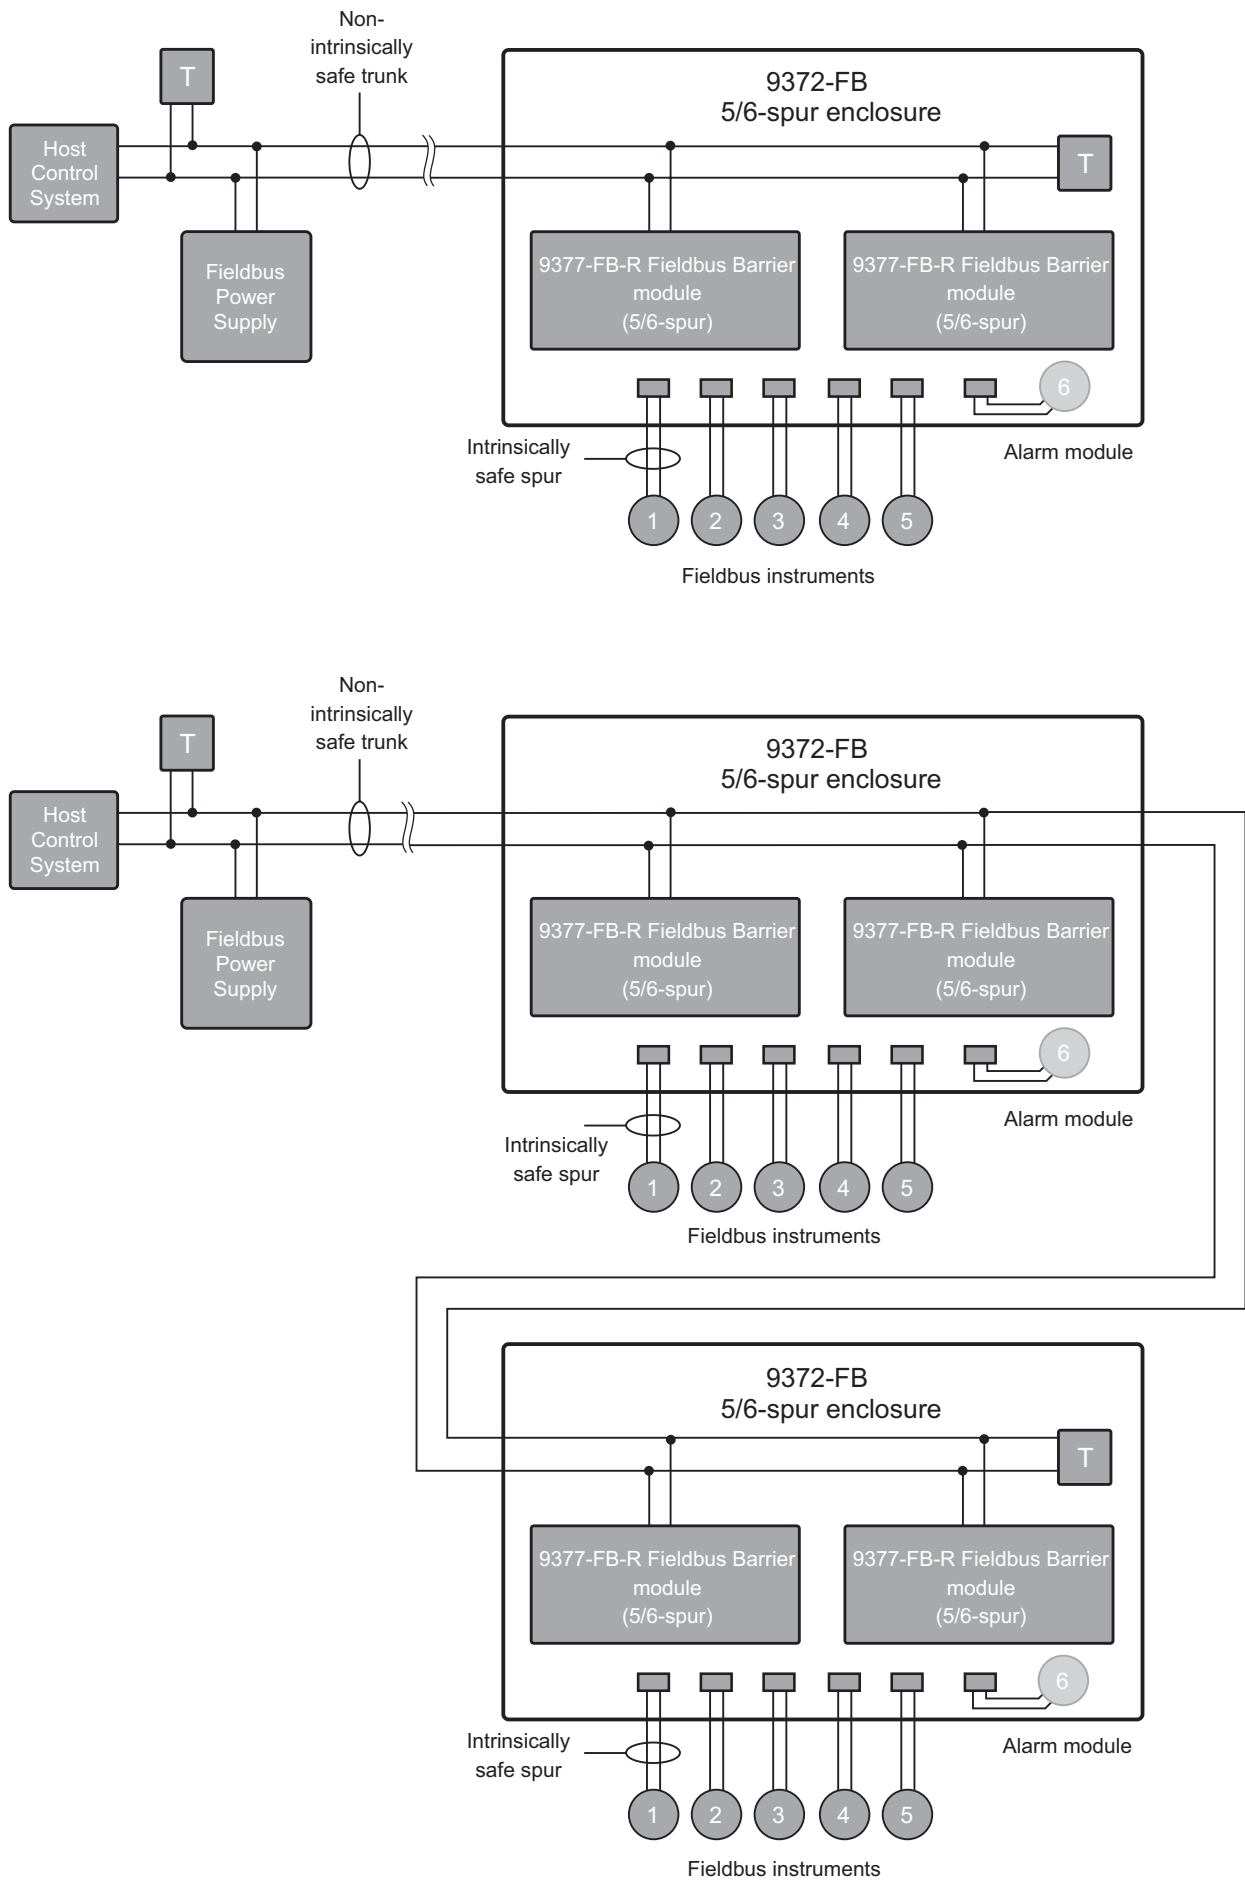 Non-
intrinsically
safe trunk
T
Host
Control
System
Fieldbus
Power
Supply
9372-FB
5/6-spur enclosure
T
9377-FB-R Fieldbus Barrier
module
(5/6-spur)
9377-FB-R Fieldbus Barrier
module
(5/6-spur)
6
Intrinsically
safe spur
Alarm module
1
2
3
4
5
Fieldbus instruments
Non-
intrinsically
safe trunk
T
Host
Control
System
Fieldbus
Power
Supply
9372-FB
5/6-spur enclosure
9377-FB-R Fieldbus Barrier
module
(5/6-spur)
9377-FB-R Fieldbus Barrier
module
(5/6-spur)
6
Alarm module
Intrinsically
safe spur
1
2
3
4
5
Fieldbus instruments
9372-FB
5/6-spur enclosure
T
9377-FB-R Fieldbus Barrier
module
(5/6-spur)
9377-FB-R Fieldbus Barrier
module
(5/6-spur)
6
Intrinsically
safe spur
Alarm module
1
2
3
4
5
Fieldbus instruments